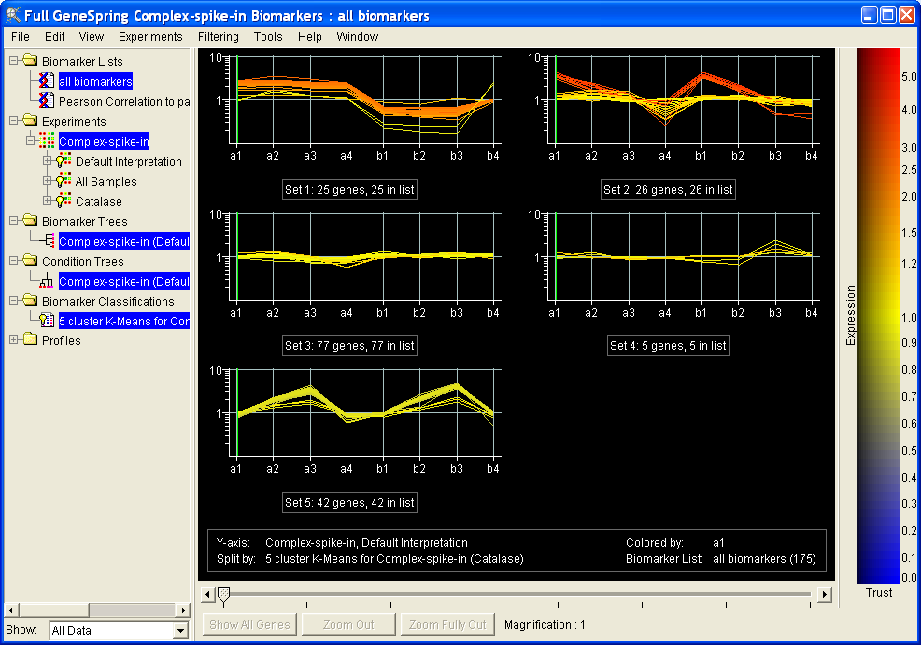 Full GeneSpring Complex-spike-in Biomarkers : all biomarkers
File Edit View Experiments Filtering Tools Help Window
Biomarker Lists
all biomarkers
Pearson Correlation to pa
Experiments
Complex-spike-in
Default Interpretation
All Samples
Catalase
Biomarker Trees
Complex-spike-in (Defaul
Condition Trees
Complex-spike-in (Defaul
Biomarker Classifications
5 cluster K-Means for Con
Profiles
Show: All Data
10
1
a1 a2 a3 a4 b1 b2 b3 b4
Set 1: 25 genes, 25 in list
10
1
a1 a2 a3 a4 b1 b2 b3 b4
Set 2: 26 genes, 26 in list
10
1
a1 a2 a3 a4 b1 b2 b3 b4
Set 3: 77 genes, 77 in list
10
1
a1 a2 a3 a4 b1 b2 b3 b4
Set 4: 5 genes, 5 in list
10
1
a1 a2 a3 a4 b1 b2 b3 b4
Set 5: 42 genes, 42 in list
Y-axis: Complex-spike-in, Default Interpretation
Split by: 5 cluster K-Means for Complex-spike-in (Catalase)
Colored by: a1
Biomarker List: all biomarkers (175)
Show All Genes Zoom Out Zoom Fully Out Magnification : 1
Expression
5.0
4.0
3.0
2.5
2.0
1.5
1.2
1.0
0.9
0.8
0.7
0.6
0.5
0.4
0.3
0.2
0.1
0.0
Trust